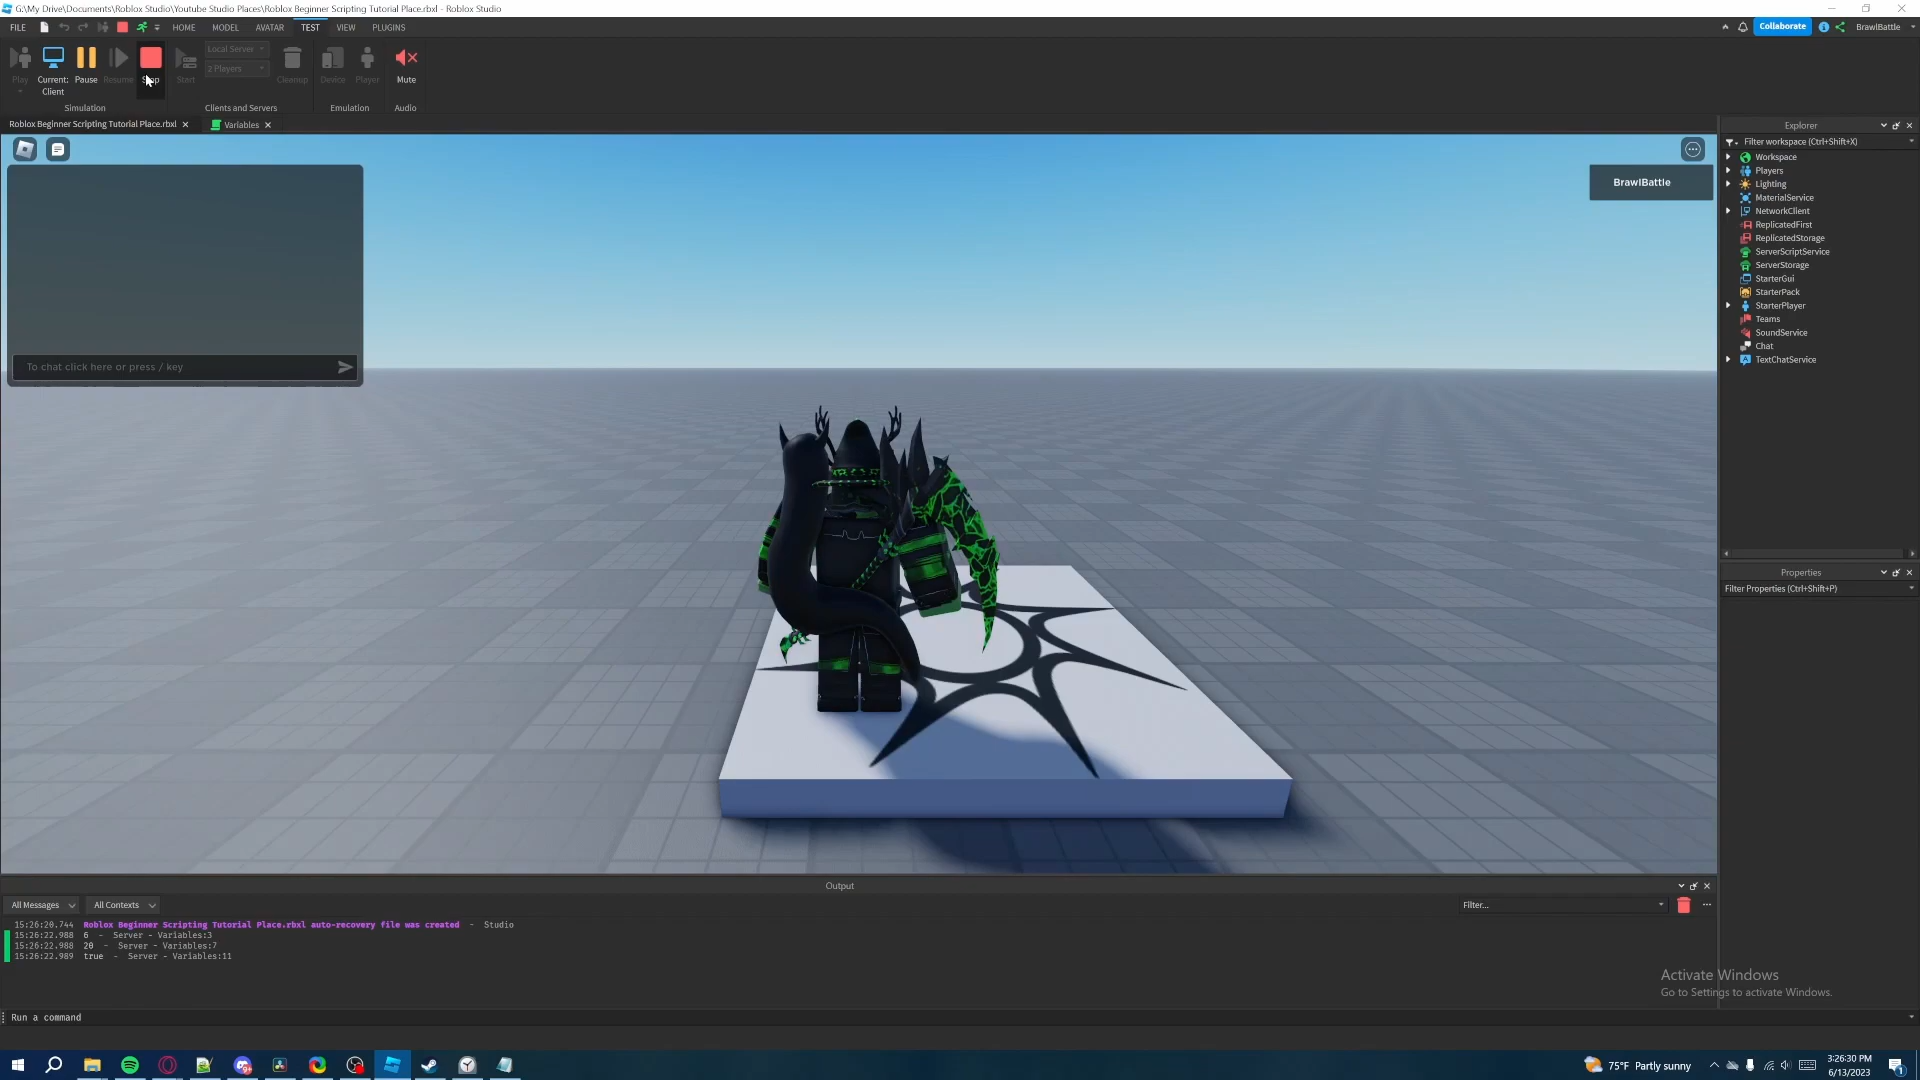 G:\My Drive\Documents\Roblox Studio\Youtube Studio Places\Roblox Beginner Scripting Tutorial Place.rbxl - Roblox Studio
FILE HOME MODEL AVATAR TEST VIEW PLUGINS Collaborate BrawlBattle
Local Server
2 Players
Play Current: Client Pause Resume Stop Start Cleanup Device Player Mute
Simulation Clients and Servers Emulation Audio
Roblox Beginner Scripting Tutorial Place.rbxl Variables
Explorer
Filter workspace (Ctrl+Shift+X)
Workspace
Players
Lighting
MaterialService
NetworkClient
ReplicatedFirst
ReplicatedStorage
ServerScriptService
ServerStorage
StarterGui
StarterPack
StarterPlayer
Teams
SoundService
Chat
TextChatService
BrawlBattle
To chat click here or press / key
Properties
Filter Properties (Ctrl+Shift+P)
Output
All Messages All Contexts Filter...
15:26:20.744 Roblox Beginner Scripting Tutorial Place.rbxl auto-recovery file was created - Studio
15:26:22.988 6 - Server - Variables:3
15:26:22.988 20 - Server - Variables:7
15:26:22.989 true - Server - Variables:11
Activate Windows
Go to Settings to activate Windows.
Run a command
75°F Partly sunny
3:26:30 PM
6/13/2023